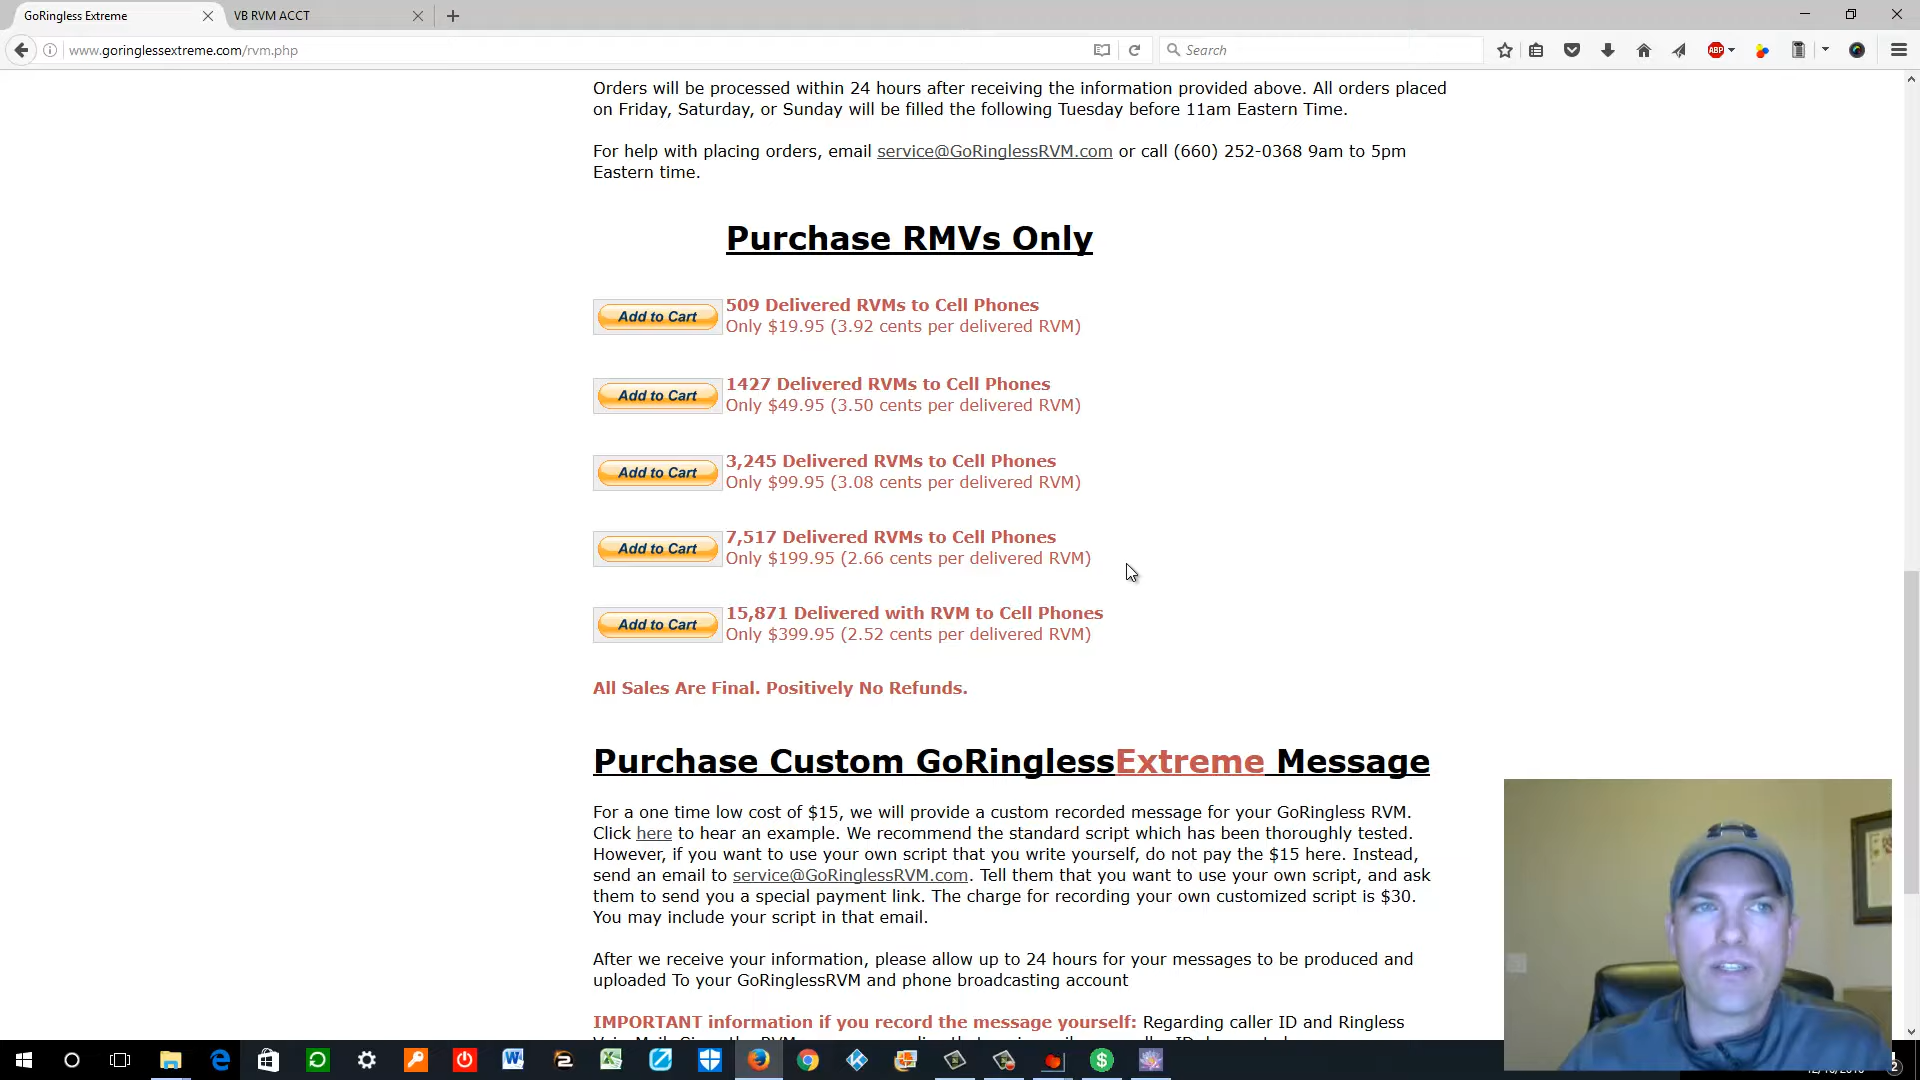 GoRingless Extreme
VB RVM ACCT
www.goringlessextreme.com/rvm.php
Search
ABP
Orders will be processed within 24 hours after receiving the information provided above. All orders placed
on Friday, Saturday, or Sunday will be filled the following Tuesday before 11am Eastern Time.
For help with placing orders, email service@GoRinglessRVM.com or call (660) 252-0368 9am to 5pm
Eastern time.
Purchase RMVs Only
Add to Cart
509 Delivered RVMs to Cell Phones
Only $19.95 (3.92 cents per delivered RVM)
Add to Cart
1427 Delivered RVMs to Cell Phones
Only $49.95 (3.50 cents per delivered RVM)
Add to Cart
3,245 Delivered RVMs to Cell Phones
Only $99.95 (3.08 cents per delivered RVM)
Add to Cart
7,517 Delivered RVMs to Cell Phones
Only $199.95 (2.66 cents per delivered RVM)
Add to Cart
15,871 Delivered with RVM to Cell Phones
Only $399.95 (2.52 cents per delivered RVM)
All Sales Are Final. Positively No Refunds.
Purchase Custom GoRinglessExtreme Message
For a one time low cost of $15, we will provide a custom recorded message for your GoRingless RVM.
Click here to hear an example. We recommend the standard script which has been thoroughly tested.
However, if you want to use your own script that you write yourself, do not pay the $15 here. Instead,
send an email to service@GoRinglessRVM.com. Tell them that you want to use your own script, and ask
them to send you a special payment link. The charge for recording your own customized script is $30.
You may include your script in that email.
After we receive your information, please allow up to 24 hours for your messages to be produced and
uploaded To your GoRinglessRVM and phone broadcasting account
IMPORTANT information if you record the message yourself: Regarding caller ID and Ringless